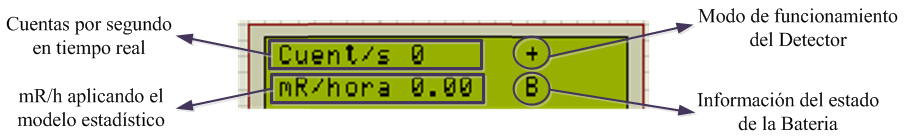 Cuentas por segundo
en tiempo real
mR/h aplicando el
modelo estadístico
Cuent/s 0 +
mR/hora 0.00 B
Modo de funcionamiento
del Detector
Información del estado
de la Bateria